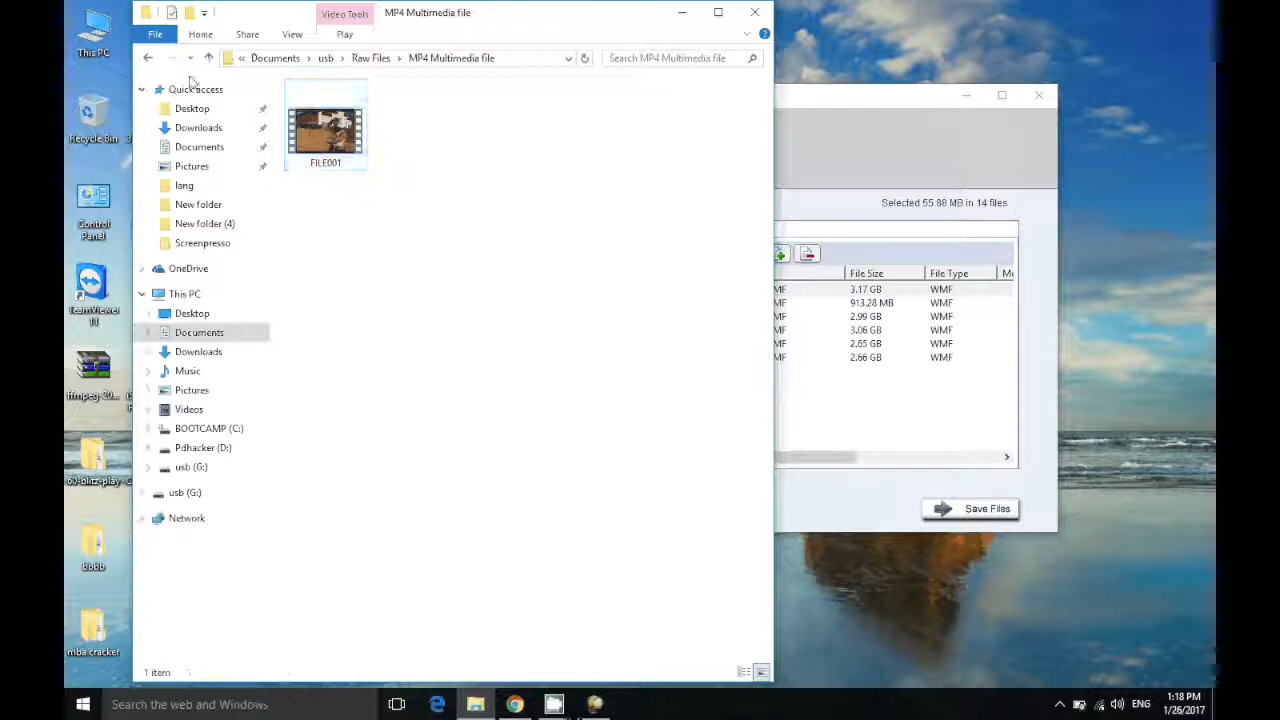 Video Tools
MP4 Multimedia file
File
Home
Share
View
Play
« Documents › usb › Raw Files › MP4 Multimedia file
Search MP4 Multimedia file
Quick access
Desktop
Downloads
Documents
Pictures
lang
New folder
New folder (4)
Screenpresso
OneDrive
This PC
Desktop
Documents
Downloads
Music
Pictures
Videos
BOOTCAMP (C:)
Pdhacker (D:)
usb (G:)
usb (G:)
Network
FILE001
1 item
This PC
Recycle Bin
Control
Panel
TeamViewer
11
ffmpeg-20...
60-blitz-play
bbbb
mba cracker
Selected 55.88 MB in 14 files
File Size
File Type
MF 3.17 GB WMF
MF 913.28 MB WMF
MF 2.99 GB WMF
MF 3.06 GB WMF
MF 2.65 GB WMF
MF 2.66 GB WMF
Save Files
Search the web and Windows
ENG
1:18 PM
1/26/2017